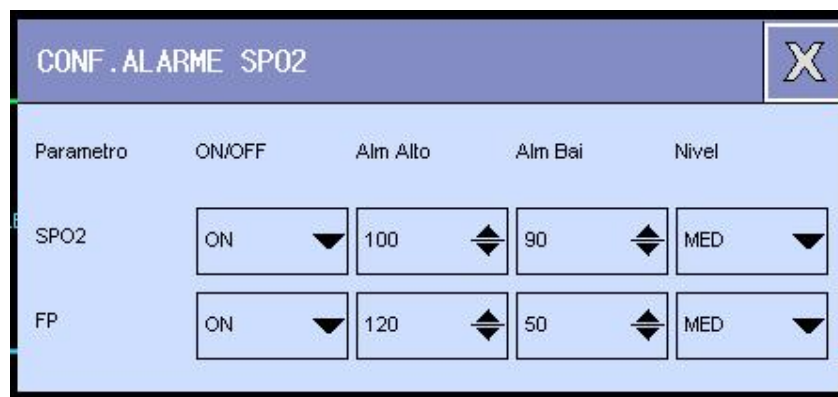 CONF.ALARME SPO2 X
Parametro ON/OFF Alm Alto Alm Bai Nivel
SPO2 ON 100 90 MED
FP ON 120 50 MED